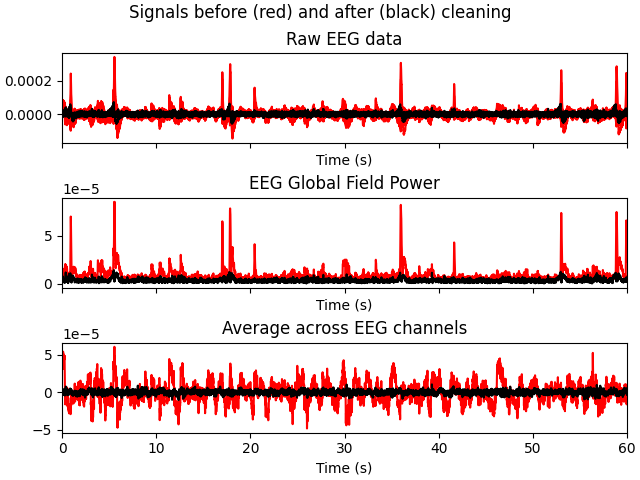 Signals before (red) and after (black) cleaning
Raw EEG data
0.0002
0.0000
Time (s)
EEG Global Field Power
1e−5
5
0
Time (s)
Average across EEG channels
1e−5
5
0
−5
0 10 20 30 40 50 60
Time (s)